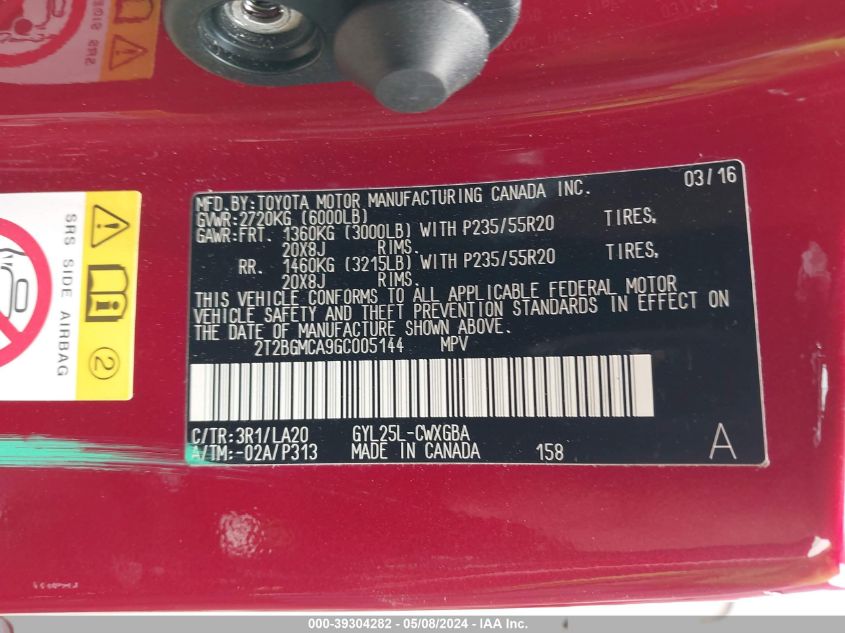 MFD.BY:TOYOTA MOTOR MANUFACTURING CANADA INC. 03/16
GVWR:2720KG (6000LB)
GAWR:FRT. 1360KG (3000LB) WITH P235/55R20 TIRES,
20X8J RIMS.
RR. 1460KG (3215LB) WITH P235/55R20 TIRES,
20X8J RIMS.
THIS VEHICLE CONFORMS TO ALL APPLICABLE FEDERAL MOTOR
VEHICLE SAFETY AND THEFT PREVENTION STANDARDS IN EFFECT ON
THE DATE OF MANUFACTURE SHOWN ABOVE.
2T2BGMCA9GC005144 MPV
C/TR:3R1/LA20 GYL25L-CWXGBA
A/TM:-02A/P313 MADE IN CANADA 158 A
SRS SIDE AIRBAG
2
000-39304282 - 05/08/2024 - IAA Inc.